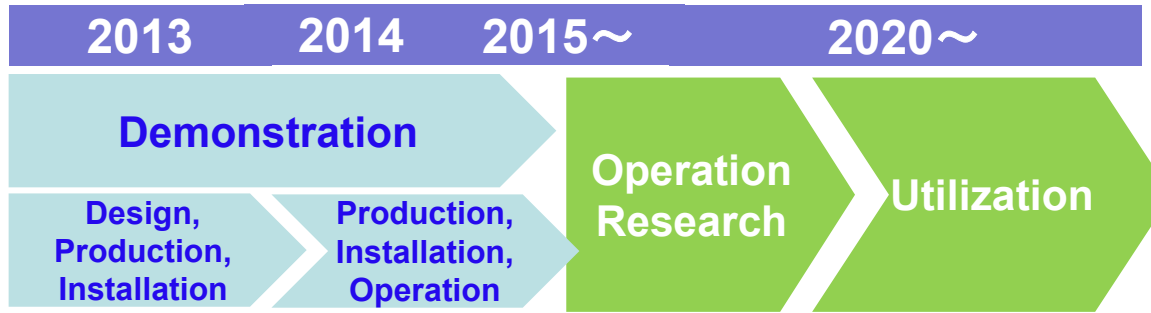 2013 2014 2015～ 2020～
Demonstration
Design,
Production,
Installation
Production,
Installation,
Operation
Operation
Research
Utilization